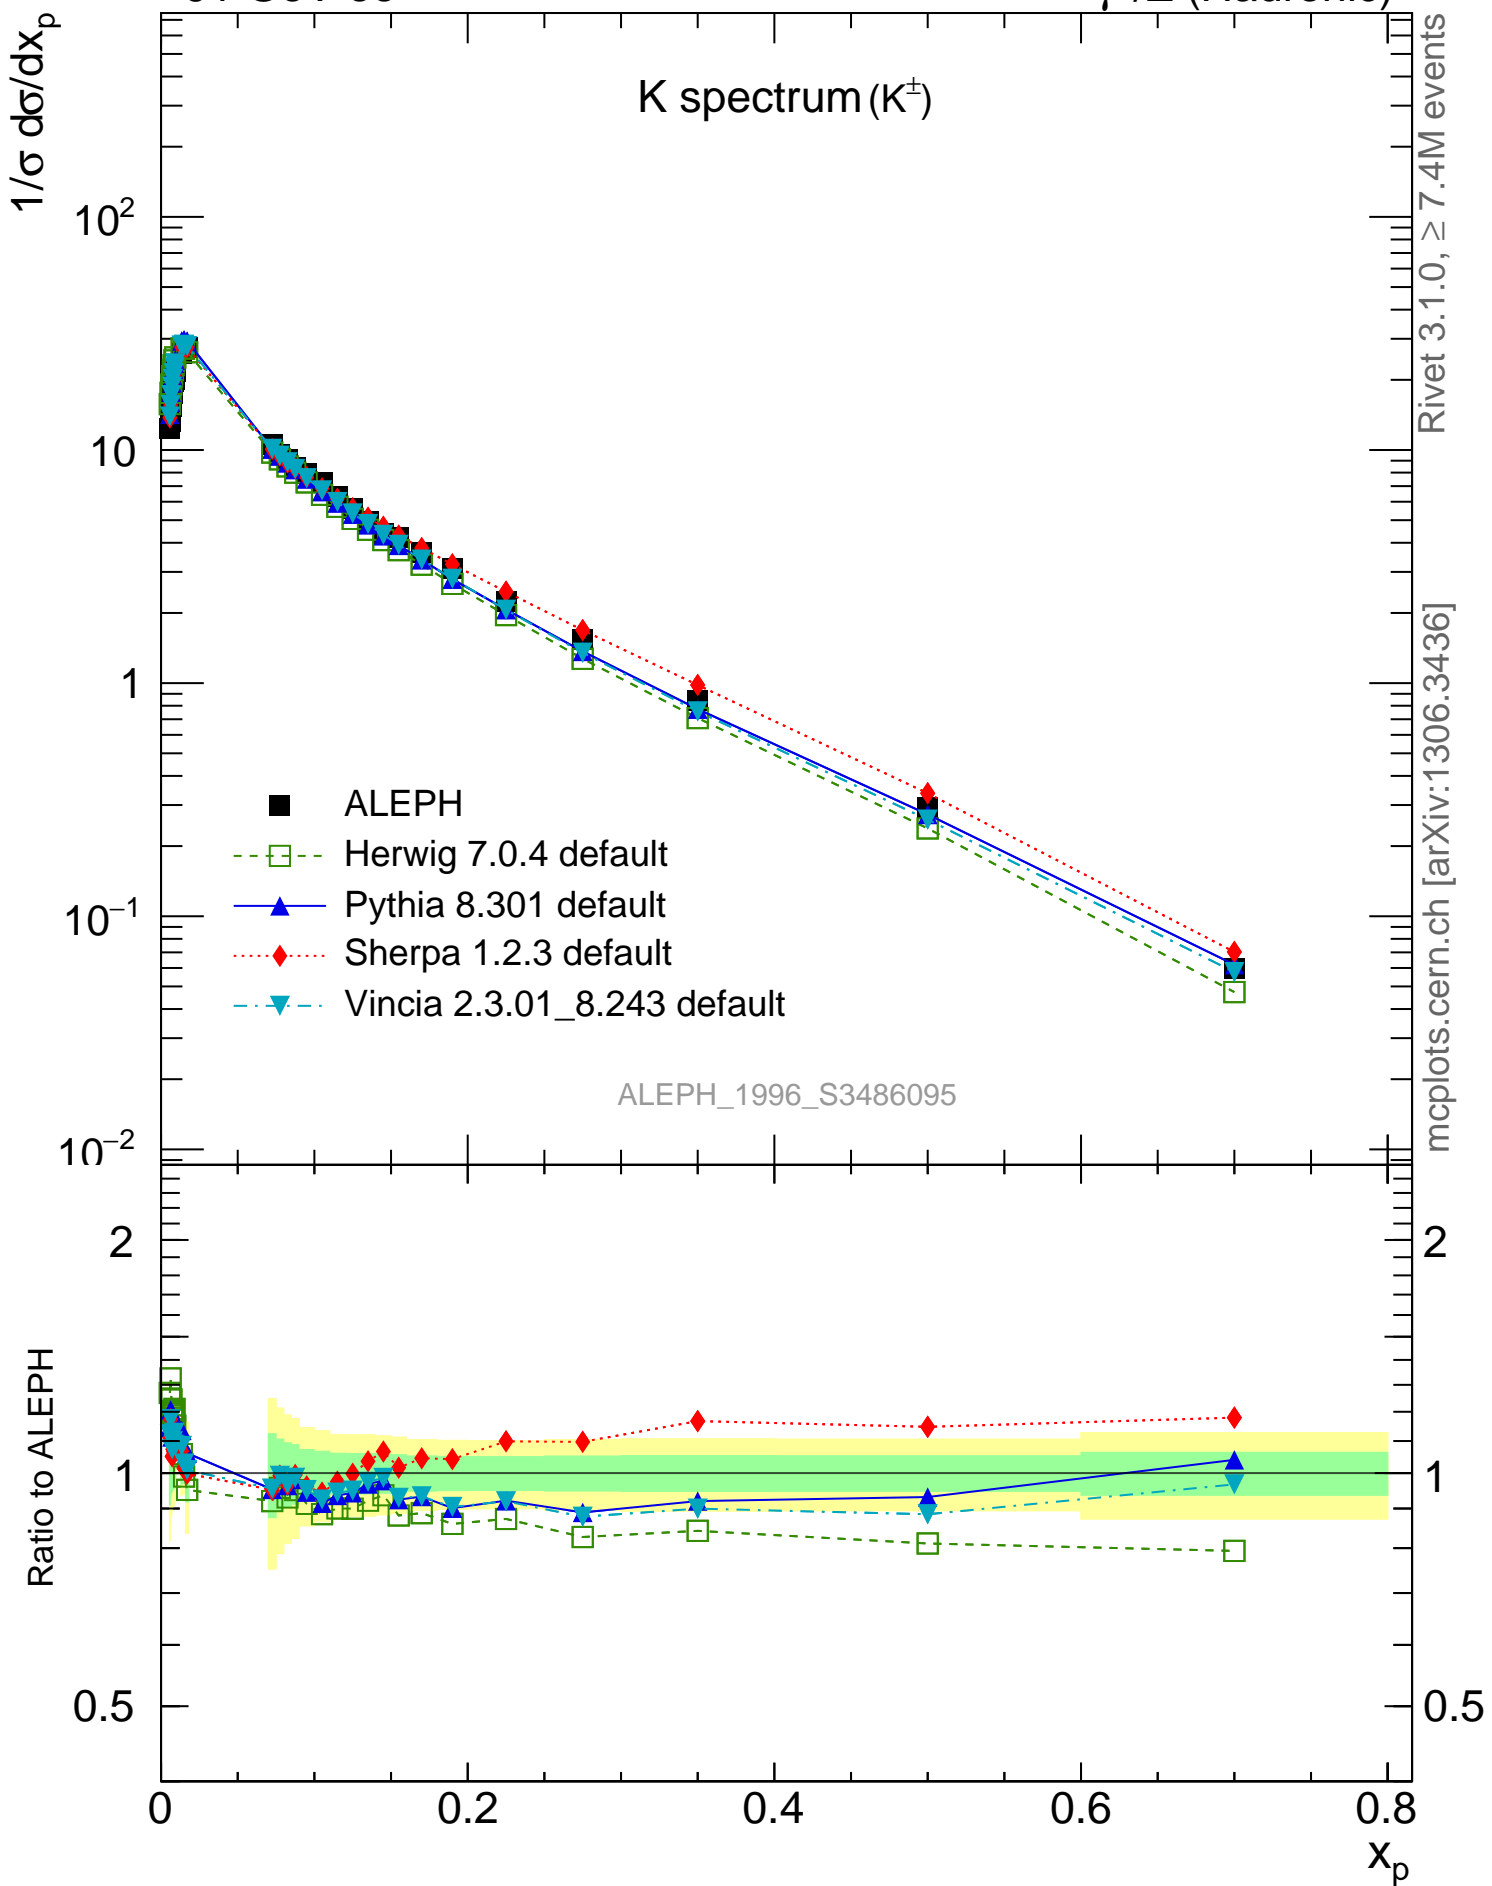 K spectrum (K±)
1/σ dσ/dx_p
10²
10
1
10⁻¹
10⁻²
ALEPH
Herwig 7.0.4 default
Pythia 8.301 default
Sherpa 1.2.3 default
Vincia 2.3.01_8.243 default
ALEPH_1996_S3486095
Rivet 3.1.0, ≥ 7.4M events
mcplots.cern.ch [arXiv:1306.3436]
Ratio to ALEPH
2
1
0.5
2
1
0.5
0
0.2
0.4
0.6
0.8
x_p